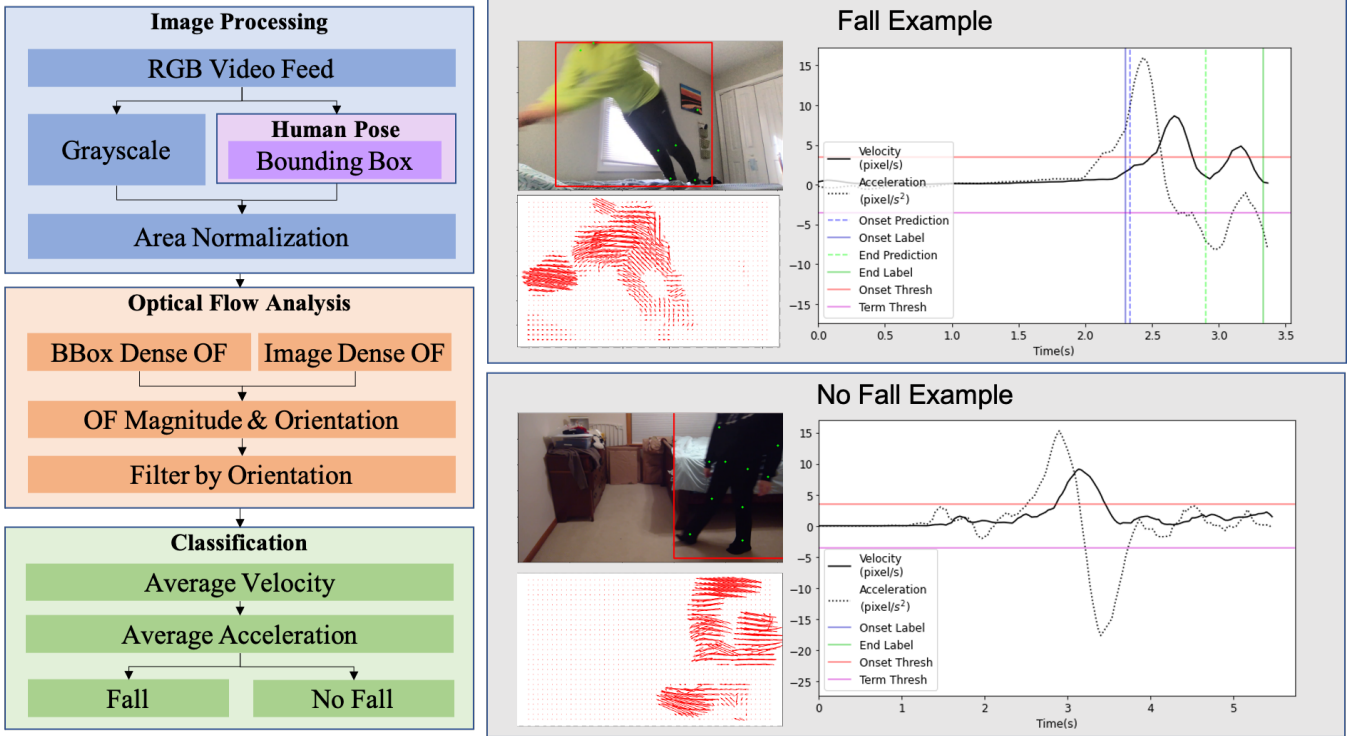 Image Processing
RGB Video Feed
Grayscale
Human Pose
Bounding Box
Area Normalization
Optical Flow Analysis
BBox Dense OF
Image Dense OF
OF Magnitude & Orientation
Filter by Orientation
Classification
Average Velocity
Average Acceleration
Fall
No Fall
Fall Example
15
10
5
0
−5
−10
−15
Velocity
(pixel/s)
Acceleration
(pixel/s²)
Onset Prediction
Onset Label
End Prediction
End Label
Onset Thresh
Term Thresh
0.0 0.5 1.0 1.5 2.0 2.5 3.0 3.5
Time(s)
No Fall Example
15
10
5
0
−5
−10
−15
−20
−25
Velocity
(pixel/s)
Acceleration
(pixel/s²)
Onset Label
End Label
Onset Thresh
Term Thresh
0 1 2 3 4 5
Time(s)